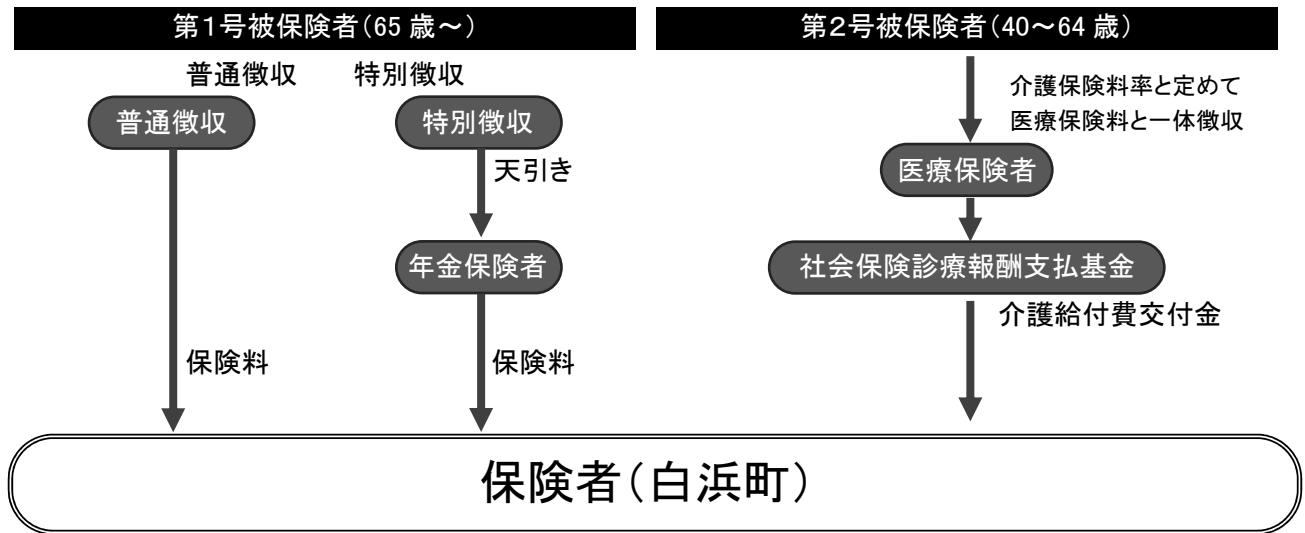 第1号被保険者（65 歳～）
普通徴収
特別徴収
普通徴収
特別徴収
天引き
年金保険者
保険料
保険料
第２号被保険者（40～64 歳）
介護保険料率と定めて
医療保険料と一体徴収
医療保険者
社会保険診療報酬支払基金
介護給付費交付金
保険者（白浜町）